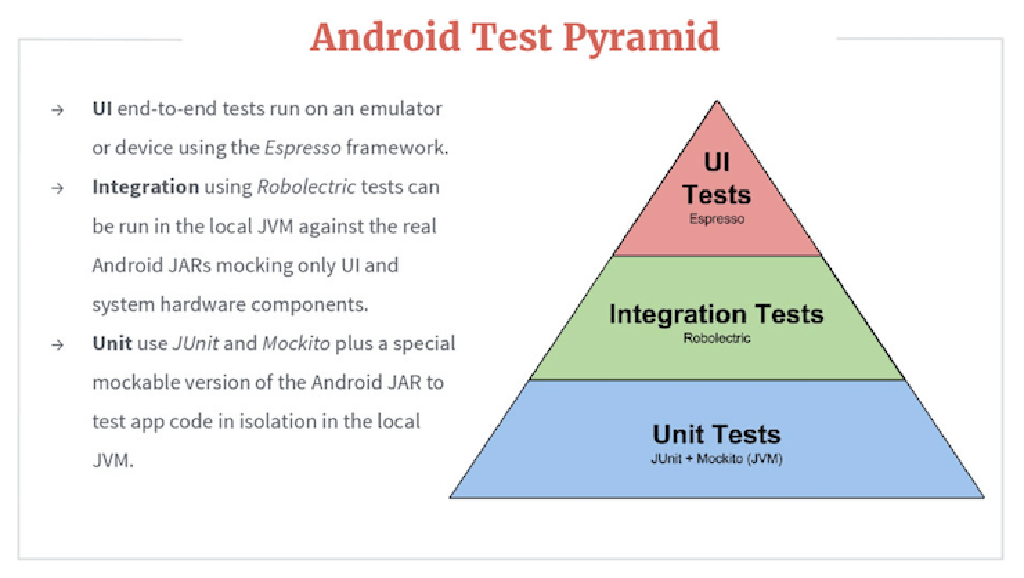 Android Test Pyramid
→ UI end-to-end tests run on an emulator
or device using the Espresso framework.
→ Integration using Robolectric tests can
be run in the local JVM against the real
Android JARs mocking only UI and
system hardware components.
→ Unit use JUnit and Mockito plus a special
mockable version of the Android JAR to
test app code in isolation in the local
JVM.
UI
Tests
Espresso
Integration Tests
Robolectric
Unit Tests
JUnit + Mockito (JVM)